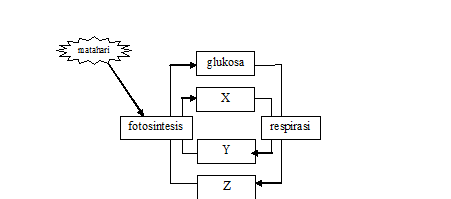 matahari
glukosa
X
fotosintesis
respirasi
Y
Z